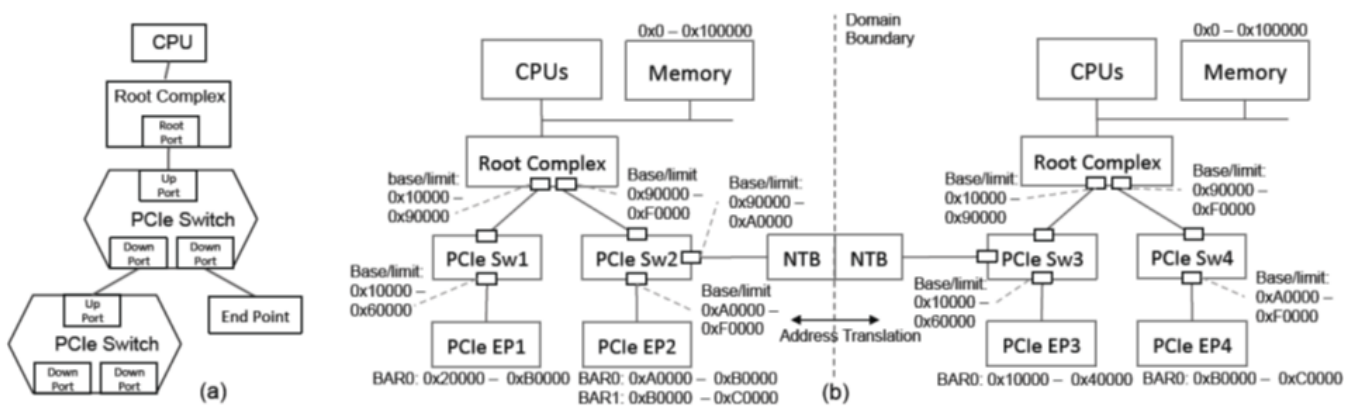 CPU
Root Complex
Root
Port
Up
Port
PCIe Switch
Down
Port
Down
Port
Up
Port
PCIe Switch
Down
Port
Down
Port
End Point
(a)
Domain
Boundary
0x0 – 0x100000
CPUs
Memory
Root Complex
base/limit:
0x10000 –
0x90000
Base/limit
0x90000 –
0xF0000
Base/limit:
0x90000 –
0xA0000
PCIe Sw1
PCIe Sw2
NTB
NTB
Base/limit:
0x10000 –
0x60000
Base/limit
0xA0000 –
0xF0000
Address Translation
PCIe EP1
PCIe EP2
BAR0: 0x20000 – 0xB0000
BAR0: 0xA0000 – 0xB0000
BAR1: 0xB0000 – 0xC0000
(b)
0x0 – 0x100000
CPUs
Memory
Root Complex
Base/limit:
0x10000 –
0x90000
Base/limit:
0x90000 –
0xF0000
PCIe Sw3
PCIe Sw4
Base/limit:
0x10000 –
0x60000
Base/limit:
0xA0000 –
0xF0000
PCIe EP3
PCIe EP4
BAR0: 0x10000 – 0x40000
BAR0: 0xB0000 – 0xC0000